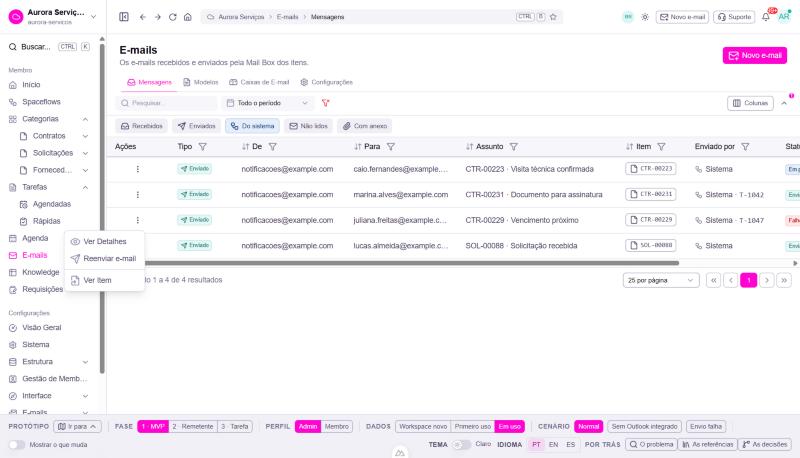 Aurora Serviç...
aurora-servicos
Aurora Serviços > E-mails > Mensagens
CTRL B
BR
Novo e-mail
Suporte
99+
AR
Buscar...
CTRL K
Membro
Início
Spaceflows
Categorias
Contratos
Solicitações
Forneced...
Tarefas
Agendadas
Rápidas
Agenda
E-mails
Knowledge
Requisições
Configurações
Visão Geral
Sistema
Estrutura
Gestão de Memb...
Interface
E-mails
E-mails
Os e-mails recebidos e enviados pela Mail Box dos itens.
Novo e-mail
Mensagens Modelos Caixas de E-mail Configurações
Pesquisar...
Todo o período
Colunas
1
Recebidos Enviados Do sistema Não lidos Com anexo
Ações Tipo De Para Assunto Item Enviado por Statu
Enviado notificacoes@example.com caio.fernandes@example.... CTR-00223 · Visita técnica confirmada CTR-00223 Sistema Em p
Enviado notificacoes@example.com marina.alves@example.com CTR-00231 · Documento para assinatura CTR-00231 Sistema · T-1042 Envi
Enviado notificacoes@example.com juliana.freitas@example.c... CTR-00229 · Vencimento próximo CTR-00229 Sistema · T-1047 Falh
Enviado notificacoes@example.com lucas.almeida@example.c... SOL-00088 · Solicitação recebida SOL-00088 Sistema Envi
Ver Detalhes
Reenviar e-mail
Ver Item
lo 1 a 4 de 4 resultados
25 por página
1
PROTÓTIPO Ir para FASE 1 · MVP 2 · Remetente 3 · Tarefa PERFIL Admin Membro DADOS Workspace novo Primeiro uso Em uso CENÁRIO Normal Sem Outlook integrado Envio falha
Mostrar o que muda TEMA Claro IDIOMA PT EN ES POR TRÁS O problema As referências As decisões